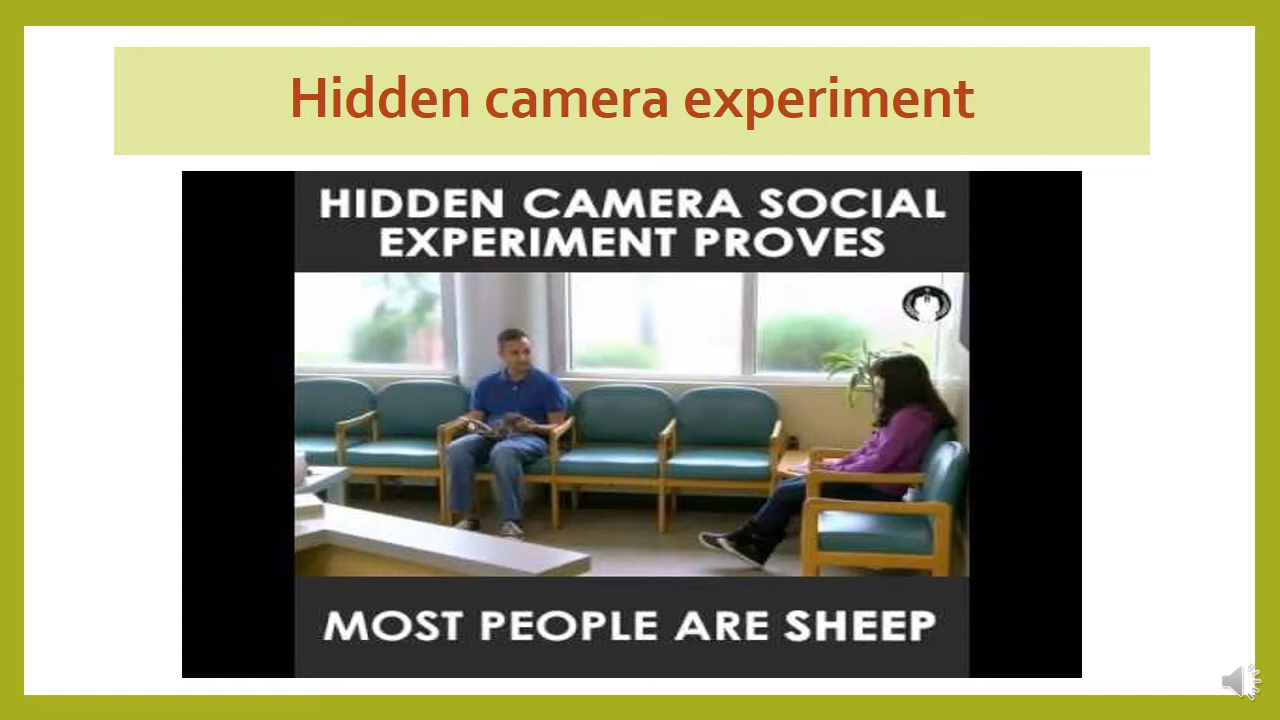 Hidden camera experiment
HIDDEN CAMERA SOCIAL
EXPERIMENT PROVES
MOST PEOPLE ARE SHEEP